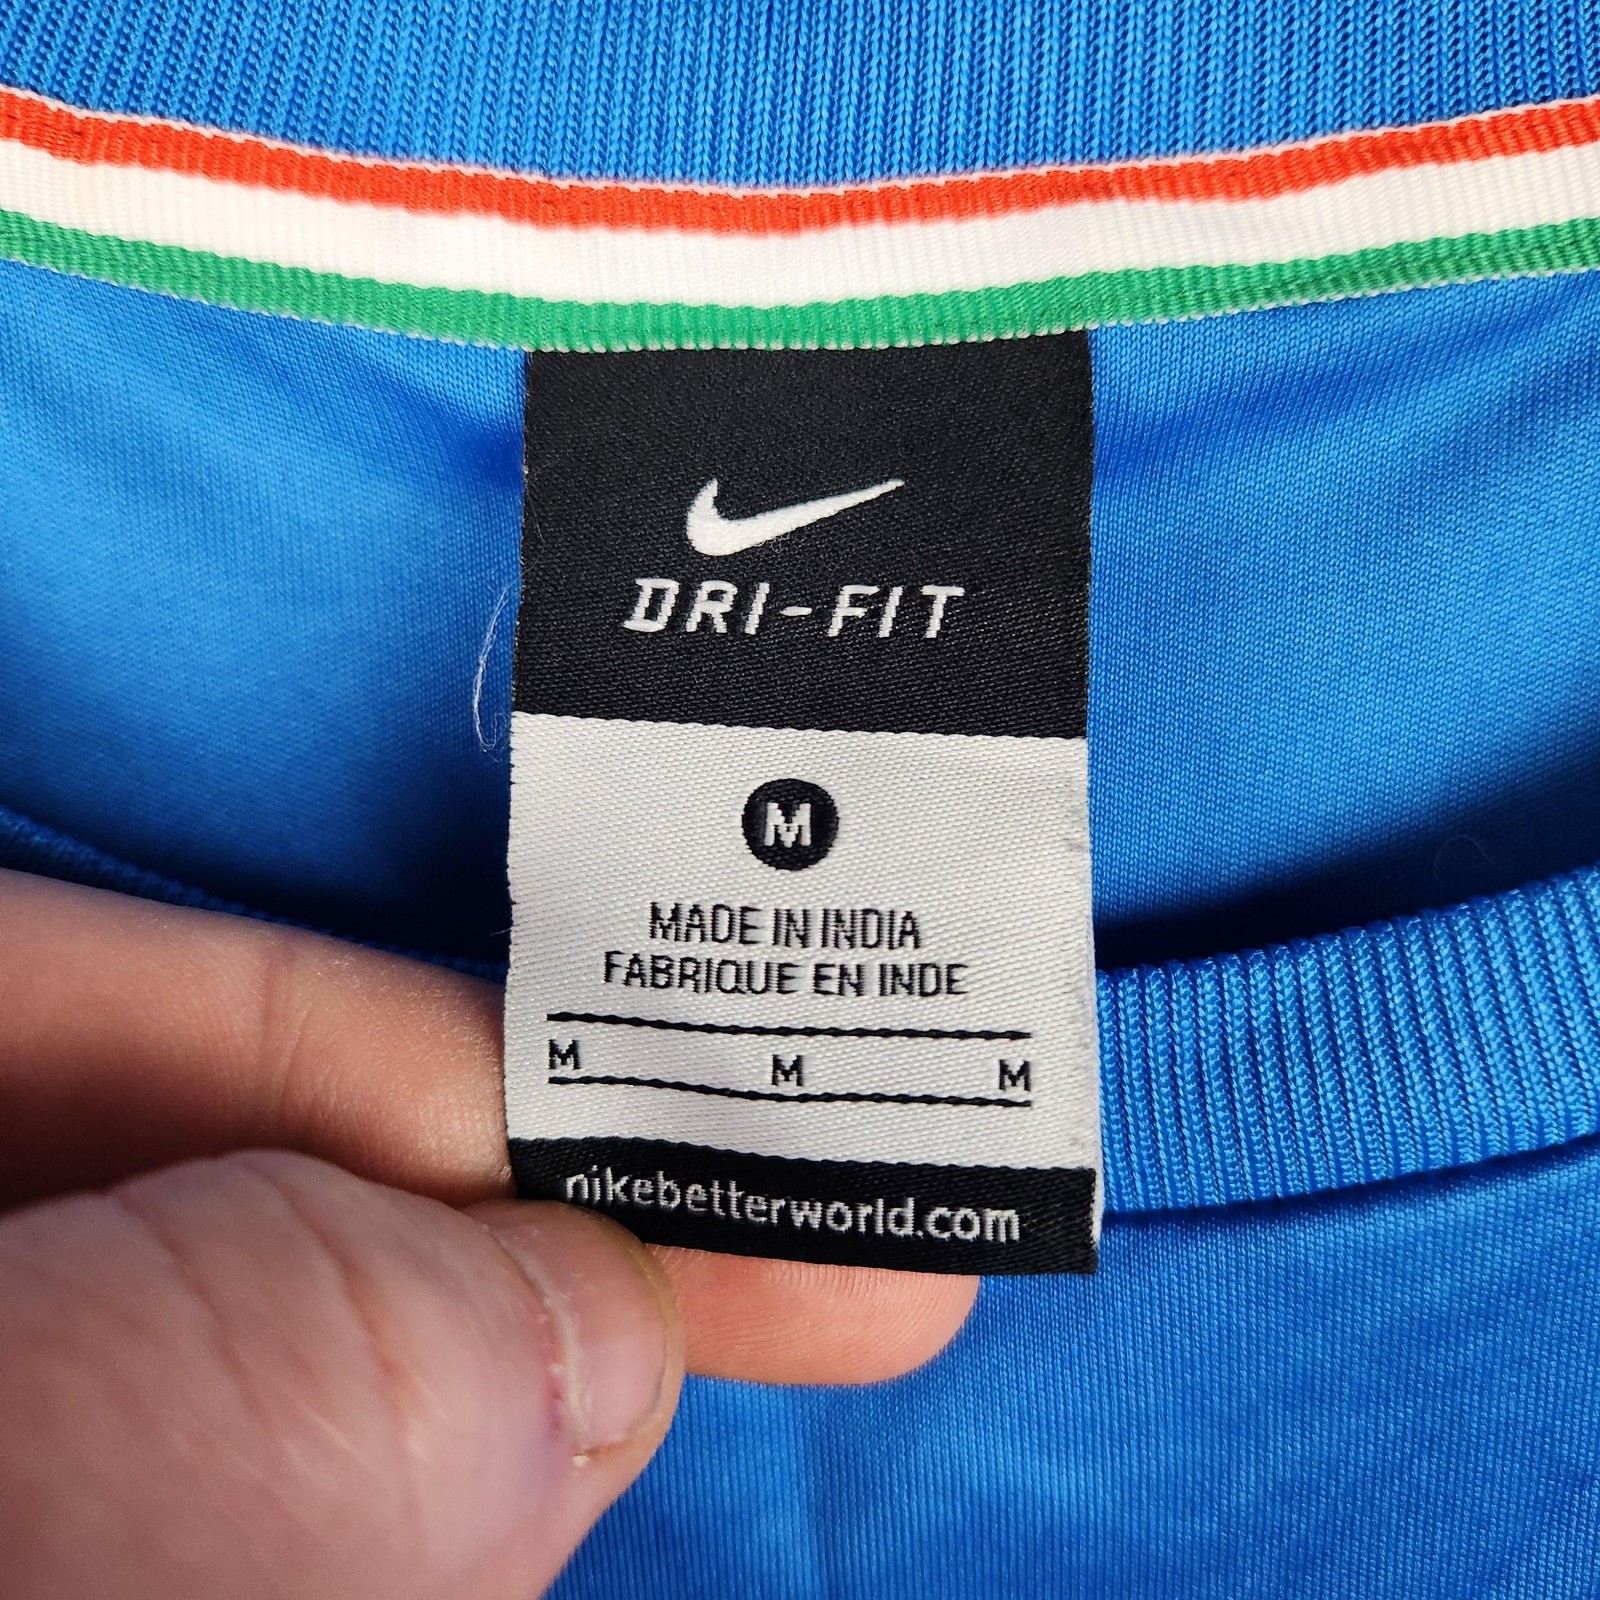 DRI-FIT
M
MADE IN INDIA
FABRIQUE EN INDE
M M M
nikebetterworld.com